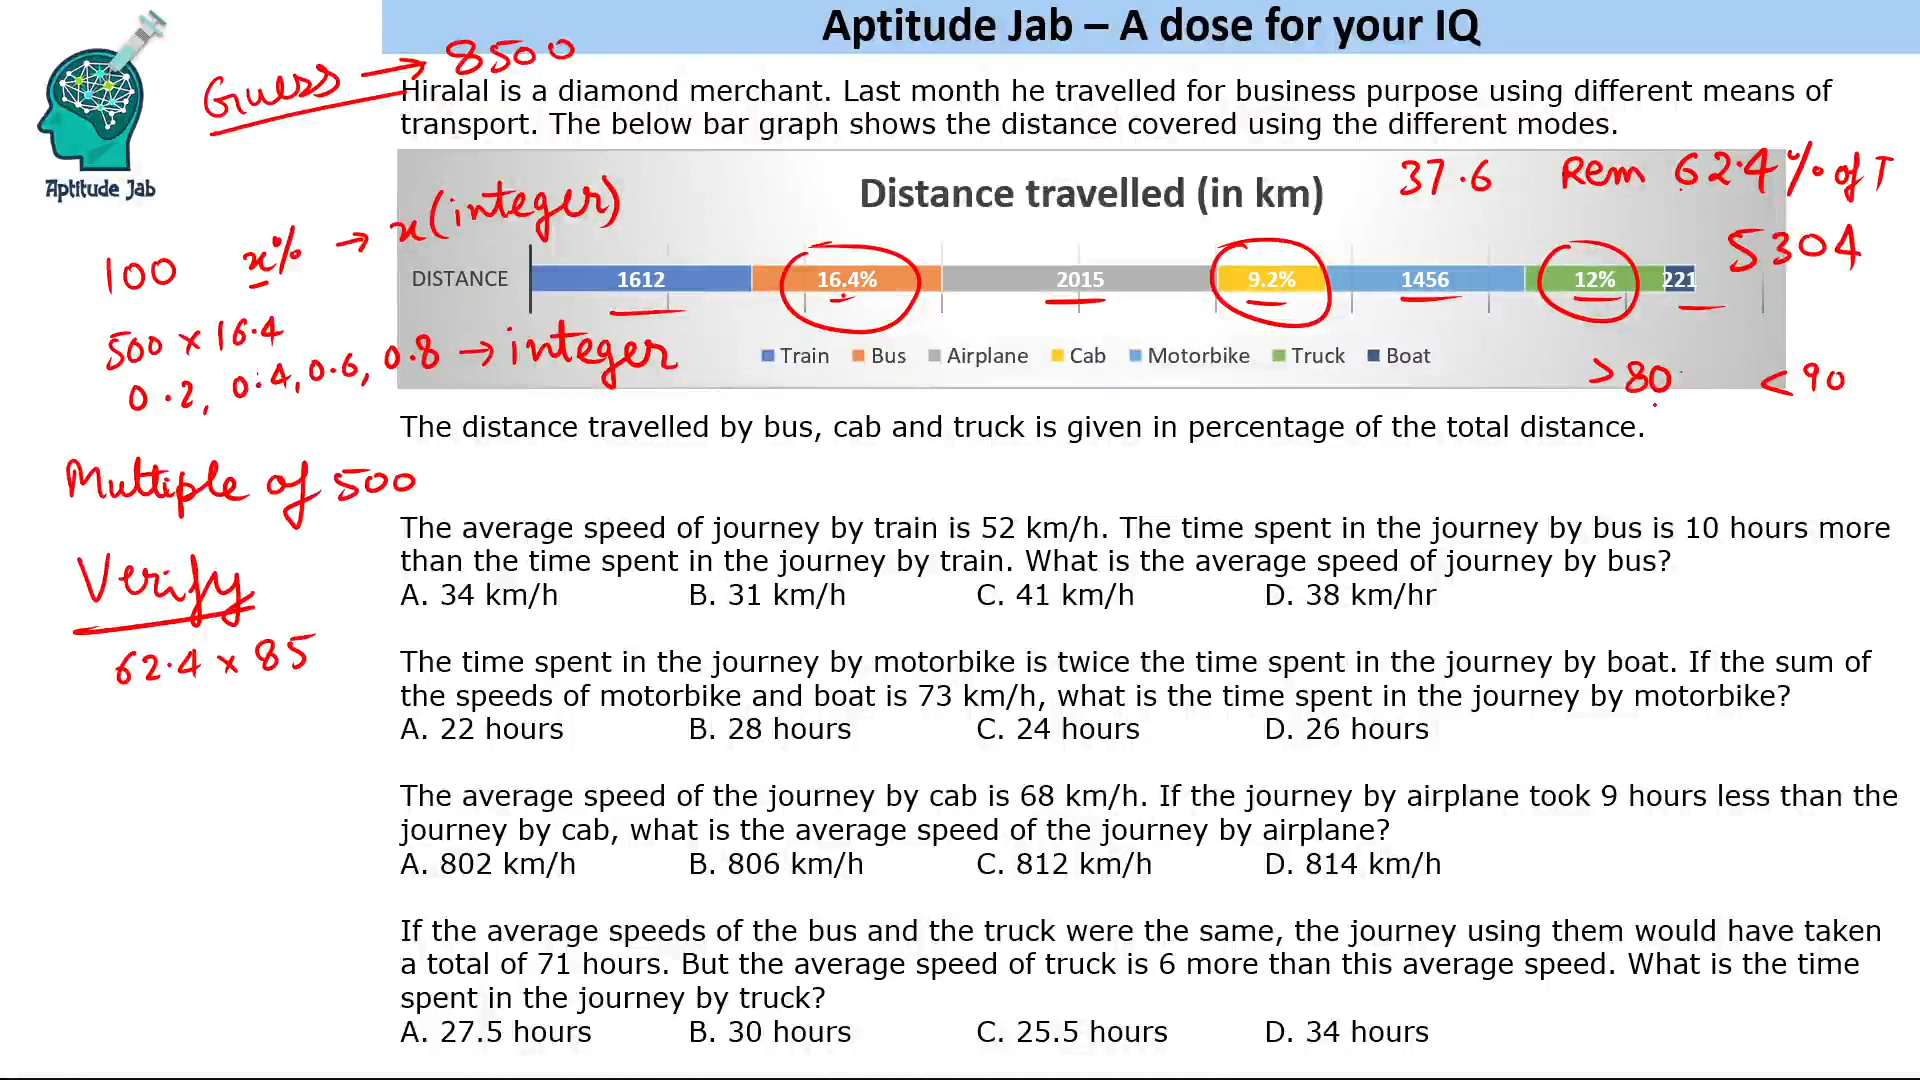 Aptitude Jab – A dose for your IQ
Guess → 8500
Hiralal is a diamond merchant. Last month he travelled for business purpose using different means of
transport. The below bar graph shows the distance covered using the different modes.
Aptitude Jab
Distance travelled (in km)
37.6 Rem 62.4% of T
5304
100 x% → x (integer)
DISTANCE 1612 16.4% 2015 9.2% 1456 12% 221
500 × 16.4
0.2, 0.4, 0.6, 0.8 → integer
Train Bus Airplane Cab Motorbike Truck Boat
>80 <90
The distance travelled by bus, cab and truck is given in percentage of the total distance.
Multiple of 500
The average speed of journey by train is 52 km/h. The time spent in the journey by bus is 10 hours more
than the time spent in the journey by train. What is the average speed of journey by bus?
A. 34 km/h B. 31 km/h C. 41 km/h D. 38 km/hr
Verify
62.4 × 85
The time spent in the journey by motorbike is twice the time spent in the journey by boat. If the sum of
the speeds of motorbike and boat is 73 km/h, what is the time spent in the journey by motorbike?
A. 22 hours B. 28 hours C. 24 hours D. 26 hours
The average speed of the journey by cab is 68 km/h. If the journey by airplane took 9 hours less than the
journey by cab, what is the average speed of the journey by airplane?
A. 802 km/h B. 806 km/h C. 812 km/h D. 814 km/h
If the average speeds of the bus and the truck were the same, the journey using them would have taken
a total of 71 hours. But the average speed of truck is 6 more than this average speed. What is the time
spent in the journey by truck?
A. 27.5 hours B. 30 hours C. 25.5 hours D. 34 hours